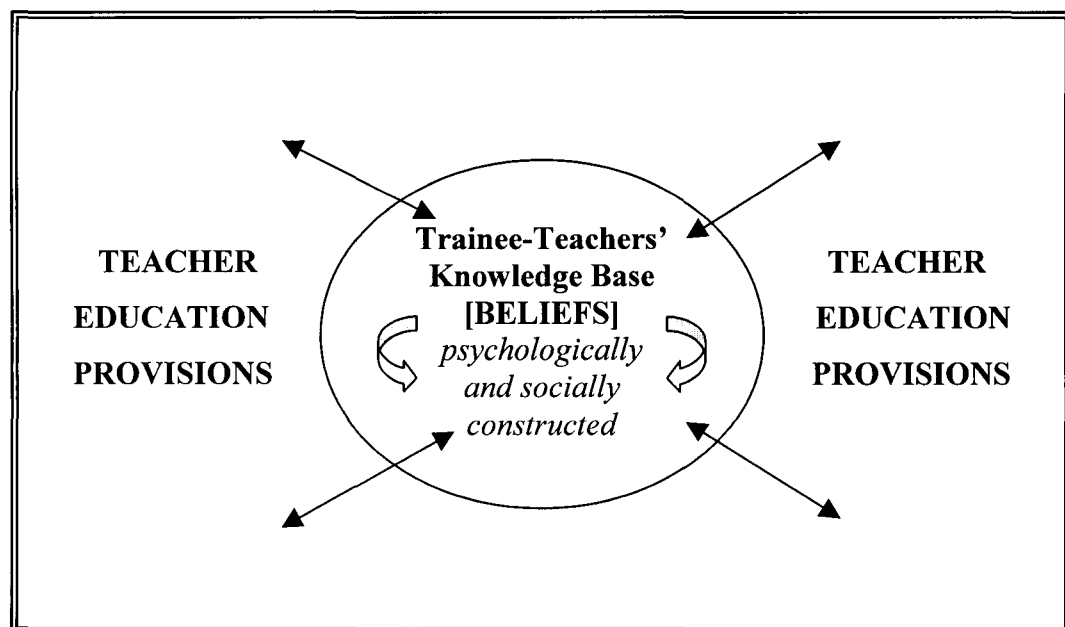 TEACHER
EDUCATION
PROVISIONS
Trainee-Teachers’
Knowledge Base
[BELIEFS]
psychologically
and socially
constructed
TEACHER
EDUCATION
PROVISIONS